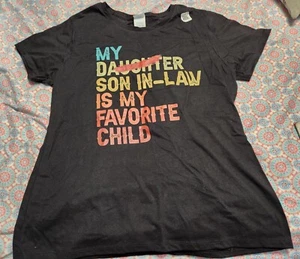 MY
DAUGHTER
SON IN-LAW
IS MY
FAVORITE
CHILD